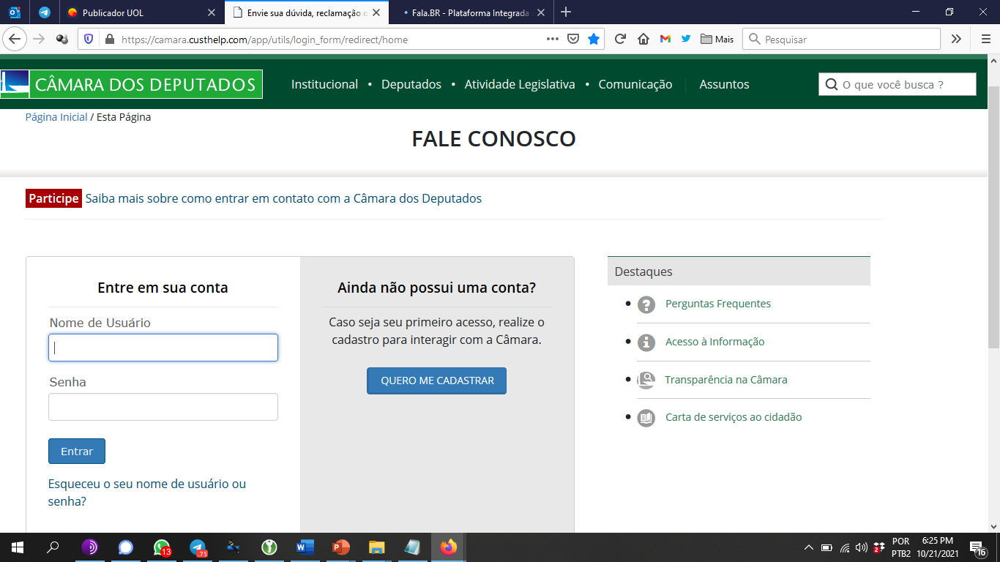 Publicador UOL
Envie sua dúvida, reclamação o
Fala.BR - Plataforma Integrada
https://camara.custhelp.com/app/utils/login_form/redirect/home
Mais
Pesquisar
CÂMARA DOS DEPUTADOS
Institucional • Deputados • Atividade Legislativa • Comunicação
Assuntos
O que você busca ?
Página Inicial / Esta Página
FALE CONOSCO
Participe Saiba mais sobre como entrar em contato com a Câmara dos Deputados
Entre em sua conta
Nome de Usuário
Senha
Entrar
Esqueceu o seu nome de usuário ou
senha?
Ainda não possui uma conta?
Caso seja seu primeiro acesso, realize o
cadastro para interagir com a Câmara.
QUERO ME CADASTRAR
Destaques
• Perguntas Frequentes
• Acesso à Informação
• Transparência na Câmara
• Carta de serviços ao cidadão
13
75
2
POR
PTB2
6:25 PM
10/21/2021
16